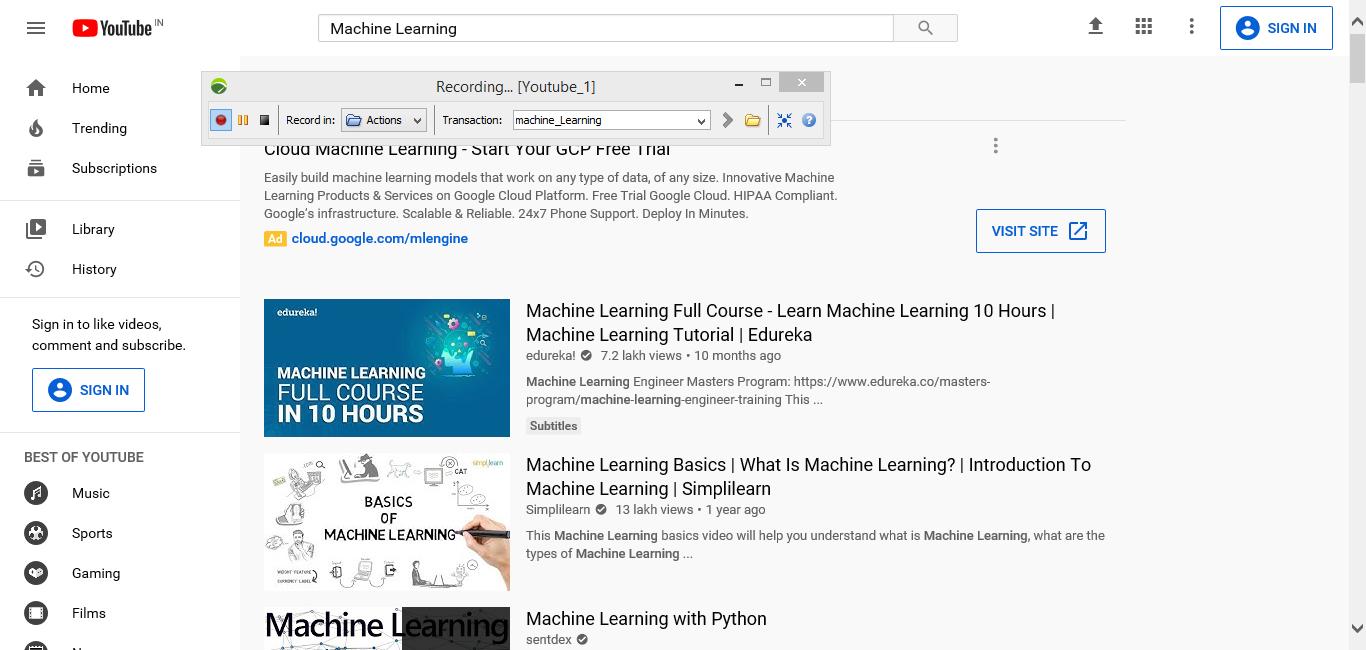 YouTube IN
Machine Learning
SIGN IN
Home
Trending
Subscriptions
Library
History
Sign in to like videos,
comment and subscribe.
SIGN IN
BEST OF YOUTUBE
Music
Sports
Gaming
Films
Recording... [Youtube_1]
Record in:
Actions
Transaction:
machine_Learning
Cloud Machine Learning - Start Your GCP Free Trial
Easily build machine learning models that work on any type of data, of any size. Innovative Machine
Learning Products & Services on Google Cloud Platform. Free Trial Google Cloud. HIPAA Compliant.
Google's infrastructure. Scalable & Reliable. 24x7 Phone Support. Deploy In Minutes.
Ad cloud.google.com/mlengine
VISIT SITE
edureka!
MACHINE LEARNING
FULL COURSE
IN 10 HOURS
Machine Learning Full Course - Learn Machine Learning 10 Hours |
Machine Learning Tutorial | Edureka
edureka! 7.2 lakh views • 10 months ago
Machine Learning Engineer Masters Program: https://www.edureka.co/masters-
program/machine-learning-engineer-training This ...
Subtitles
simplilearn
CAT
BASICS
OF
MACHINE LEARNING
WEIGHT FEATURE
CURRENCY LABEL
Machine Learning Basics | What Is Machine Learning? | Introduction To
Machine Learning | Simplilearn
Simplilearn 13 lakh views • 1 year ago
This Machine Learning basics video will help you understand what is Machine Learning, what are the
types of Machine Learning ...
Machine Learning
Machine Learning with Python
sentdex